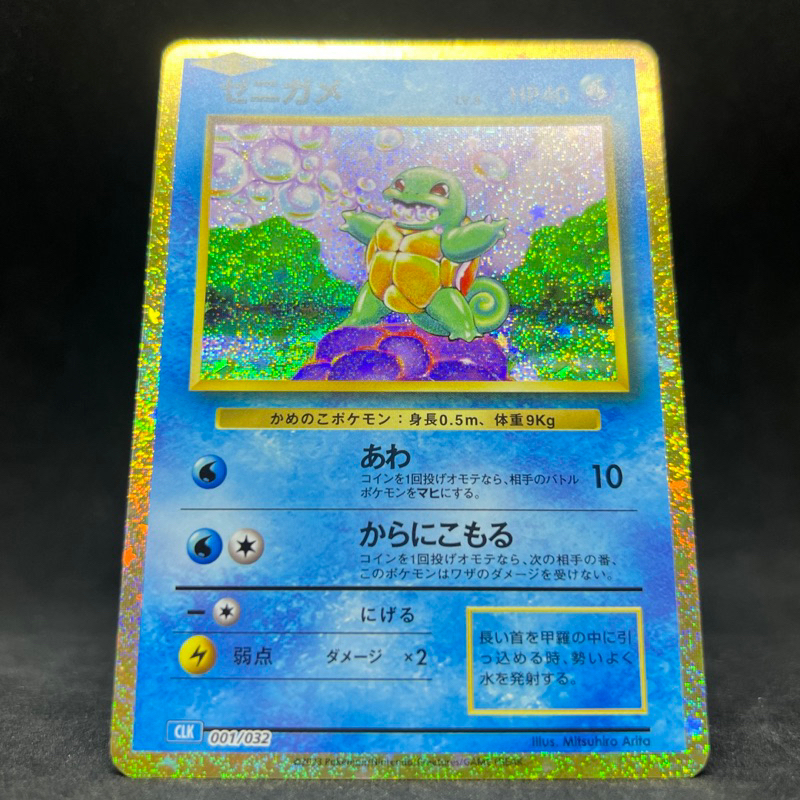 ゼニガメ
HP40
かめのこポケモン：身長0.5m、体重9Kg
あわ
10
コインを1回投げオモテなら、相手のバトル
ポケモンをマヒにする。
からにこもる
コインを1回投げオモテなら、次の相手の番、
このポケモンはワザのダメージを受けない。
にげる
弱点 ダメージ ×2
長い首を甲羅の中に引
っ込める時、勢いよく
水を発射する。
CLK 001/032
Illus. Mitsuhiro Arita